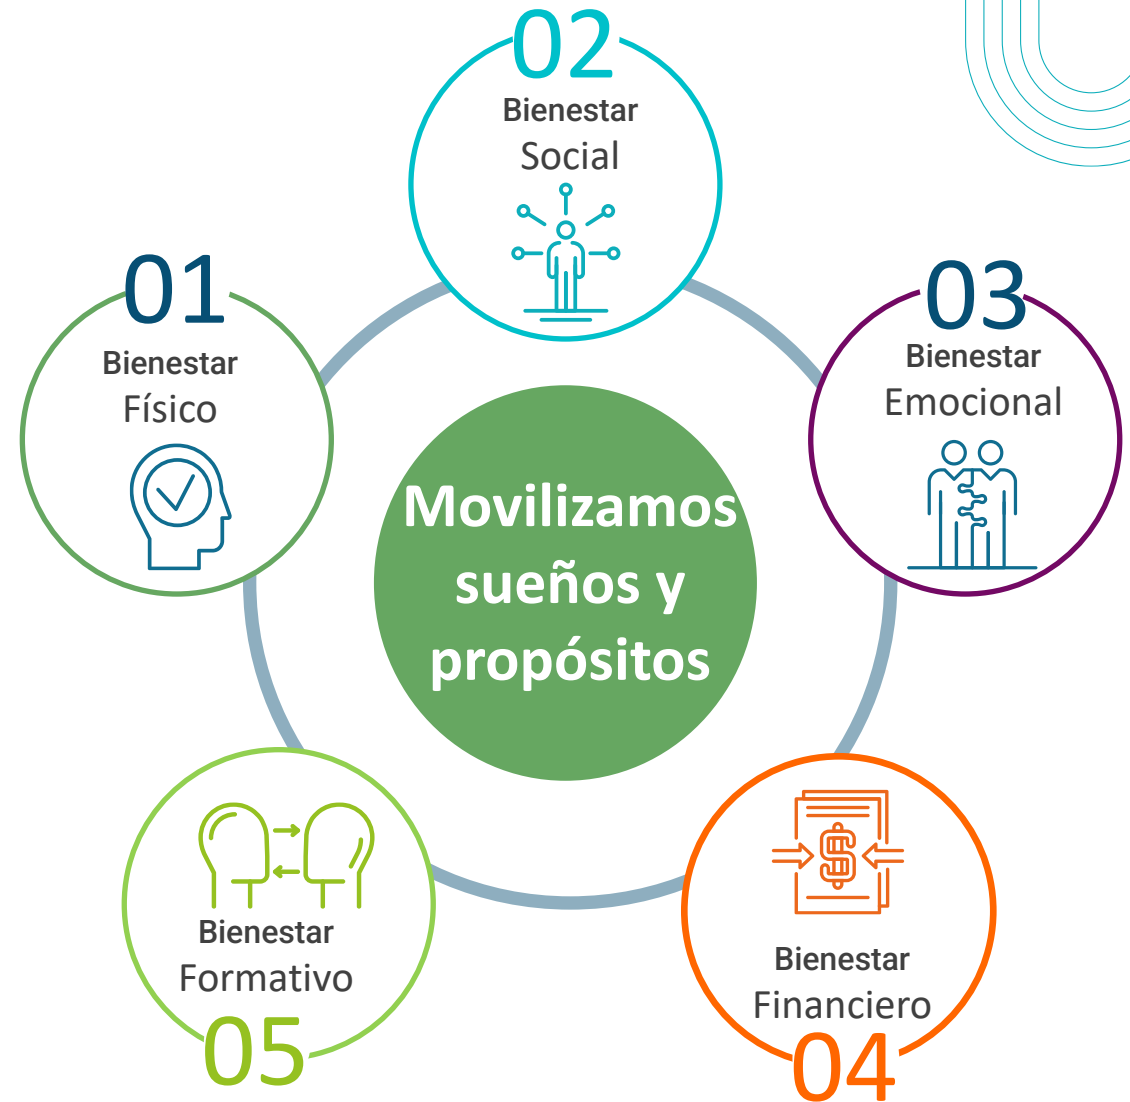 01
Bienestar
Físico
02
Bienestar
Social
03
Bienestar
Emocional
Movilizamos
sueños y
propósitos
Bienestar
Financiero
04
Bienestar
Formativo
05